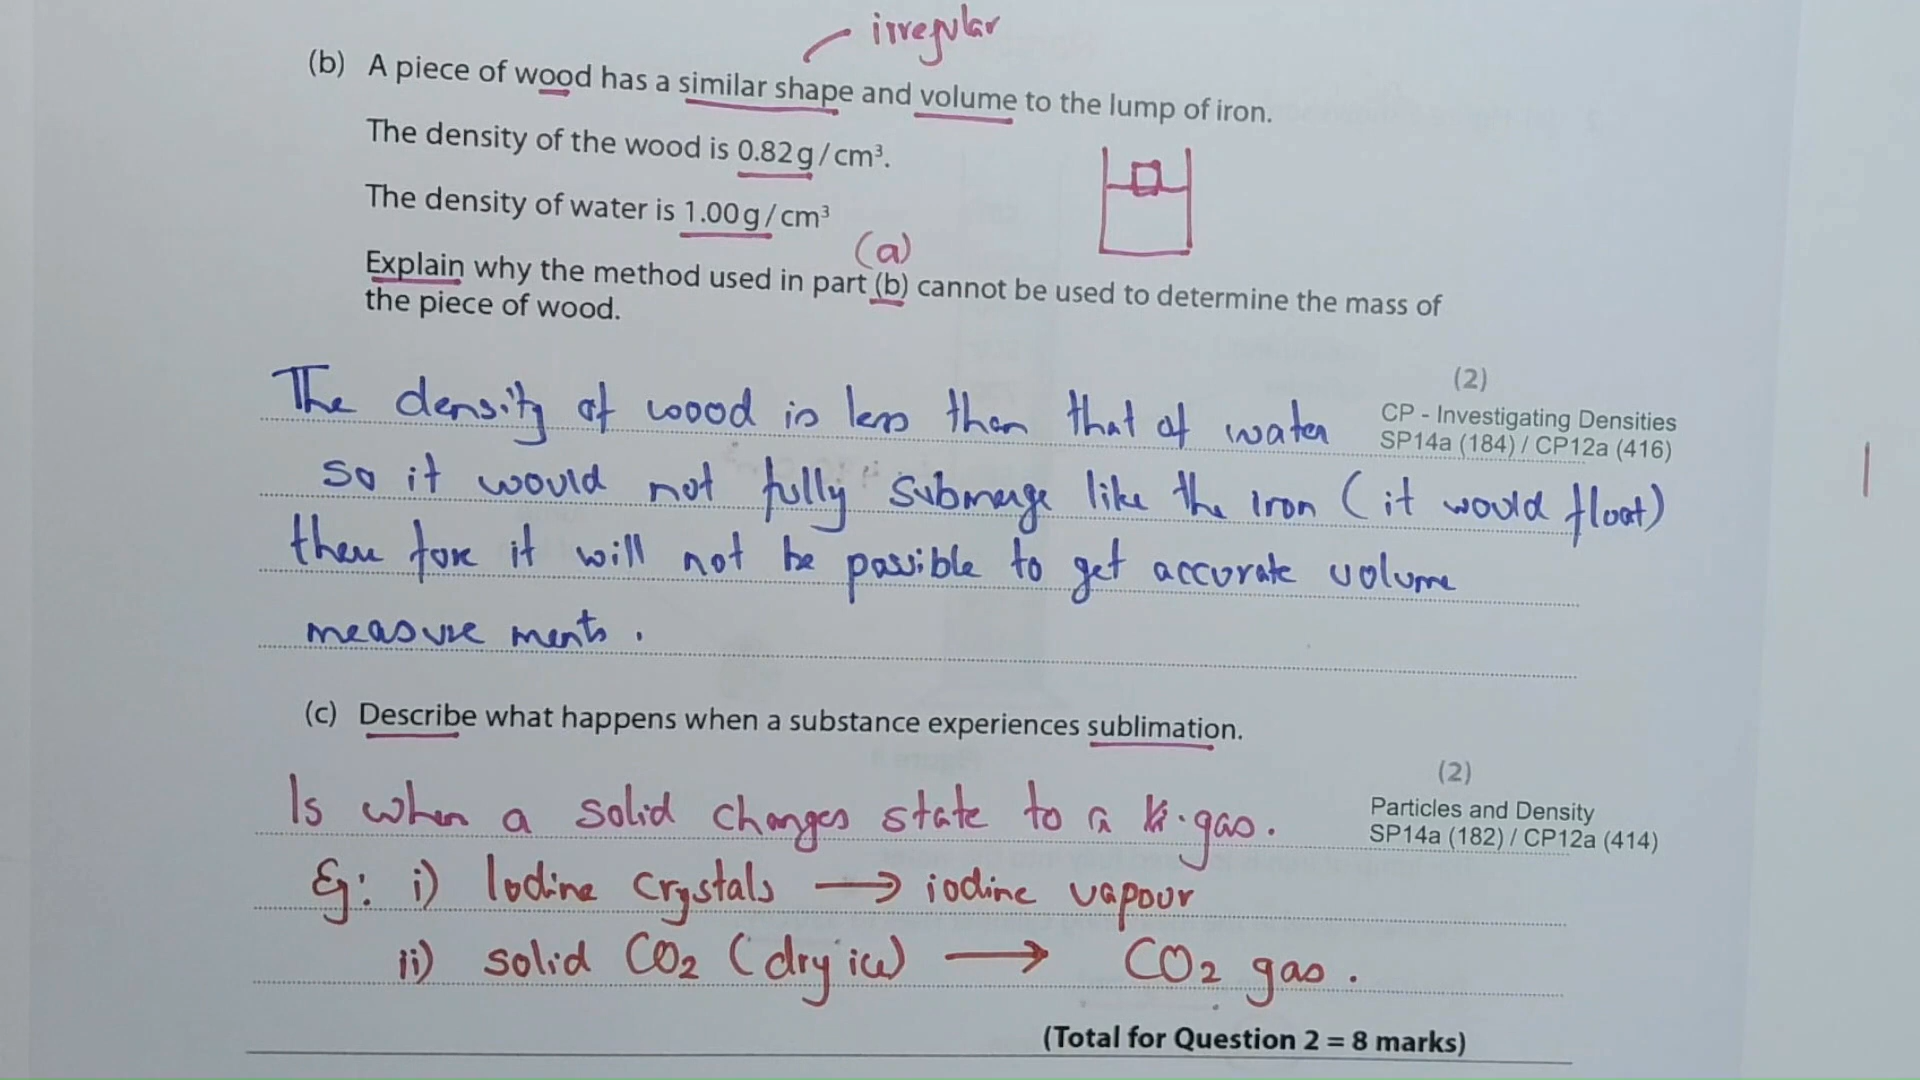 irregular
(b) A piece of wood has a similar shape and volume to the lump of iron.
The density of the wood is 0.82 g/cm³.
The density of water is 1.00 g/cm³
(a)
Explain why the method used in part (b) cannot be used to determine the mass of
the piece of wood.
(2)
The density of wood is less than that of water
CP - Investigating Densities
SP14a (184) / CP12a (416)
so it would not fully submerge like the iron (it would float)
there fore it will not be possible to get accurate volume
measurements.
(c) Describe what happens when a substance experiences sublimation.
(2)
Is when a solid changes state to a gas.
Particles and Density
SP14a (182) / CP12a (414)
Eg: i) Iodine crystals → iodine vapour
ii) solid CO₂ (dry ice) → CO₂ gas.
(Total for Question 2 = 8 marks)